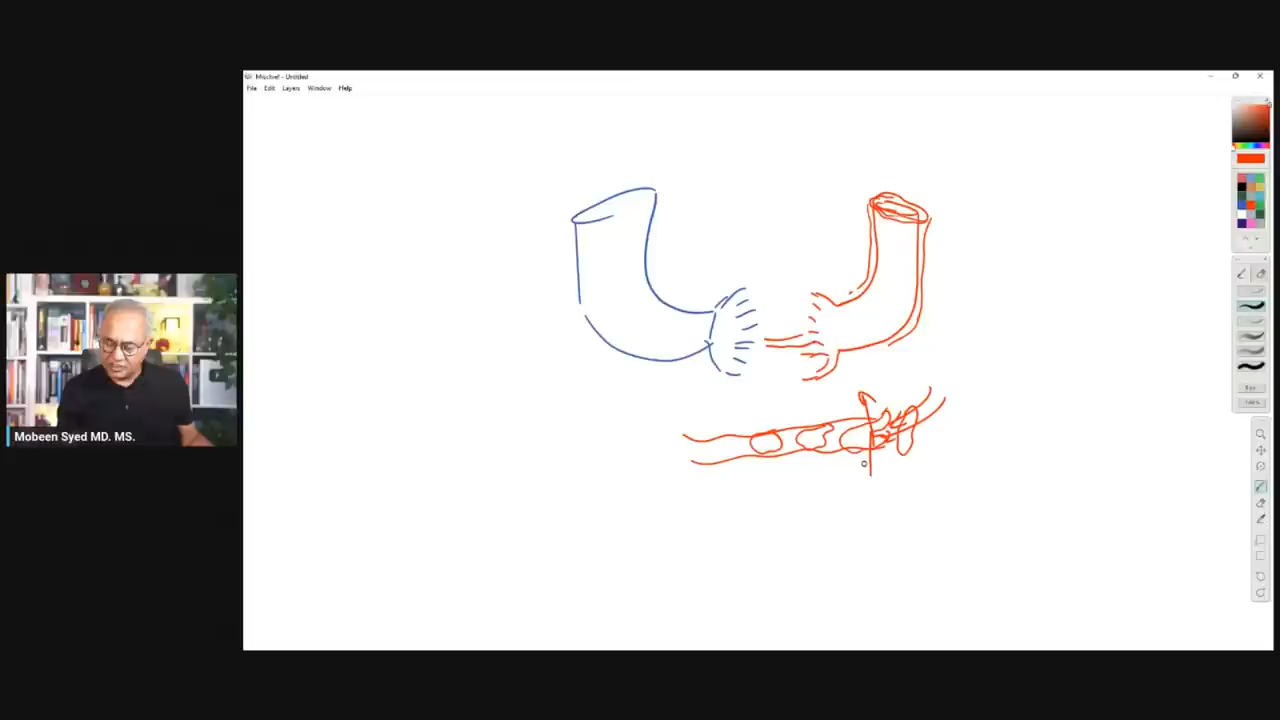 Mischief - Untitled
File Edit Layers Window Help
Mobeen Syed MD. MS.